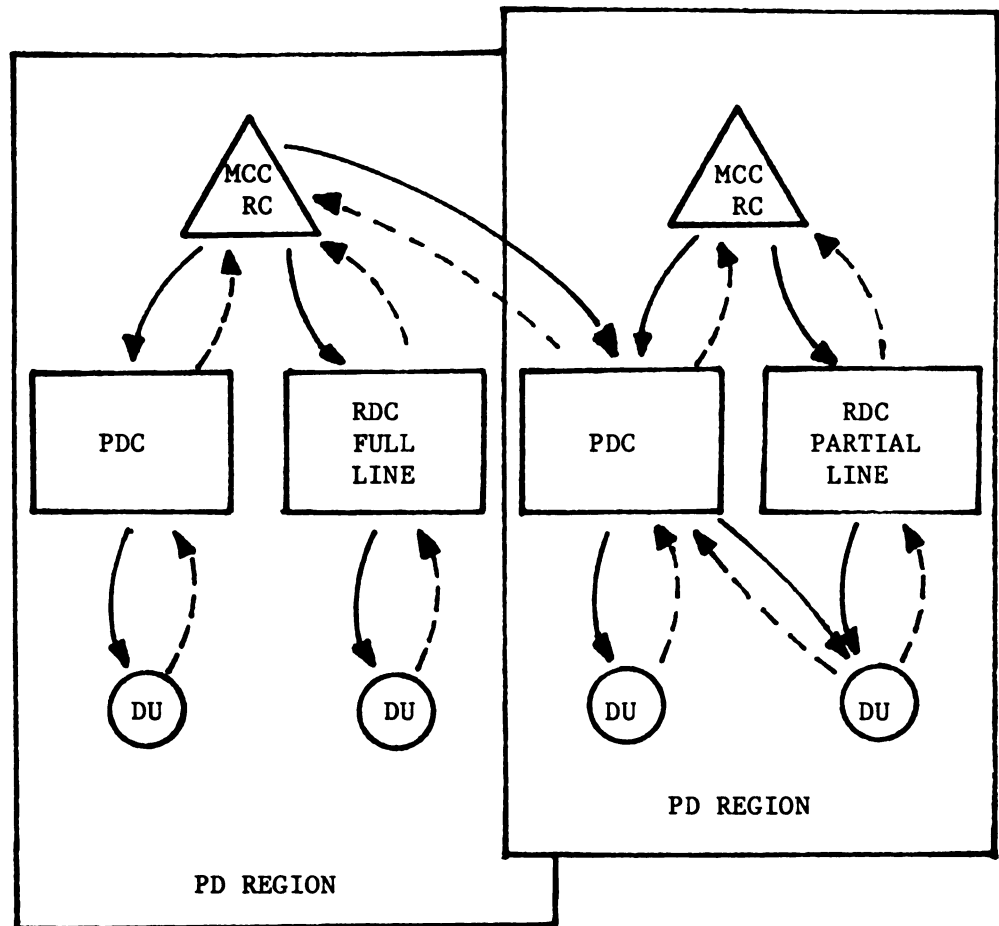 MCC
RC
MCC
RC
PDC
RDC
FULL
LINE
PDC
RDC
PARTIAL
LINE
DU
DU
DU
DU
PD REGION
PD REGION